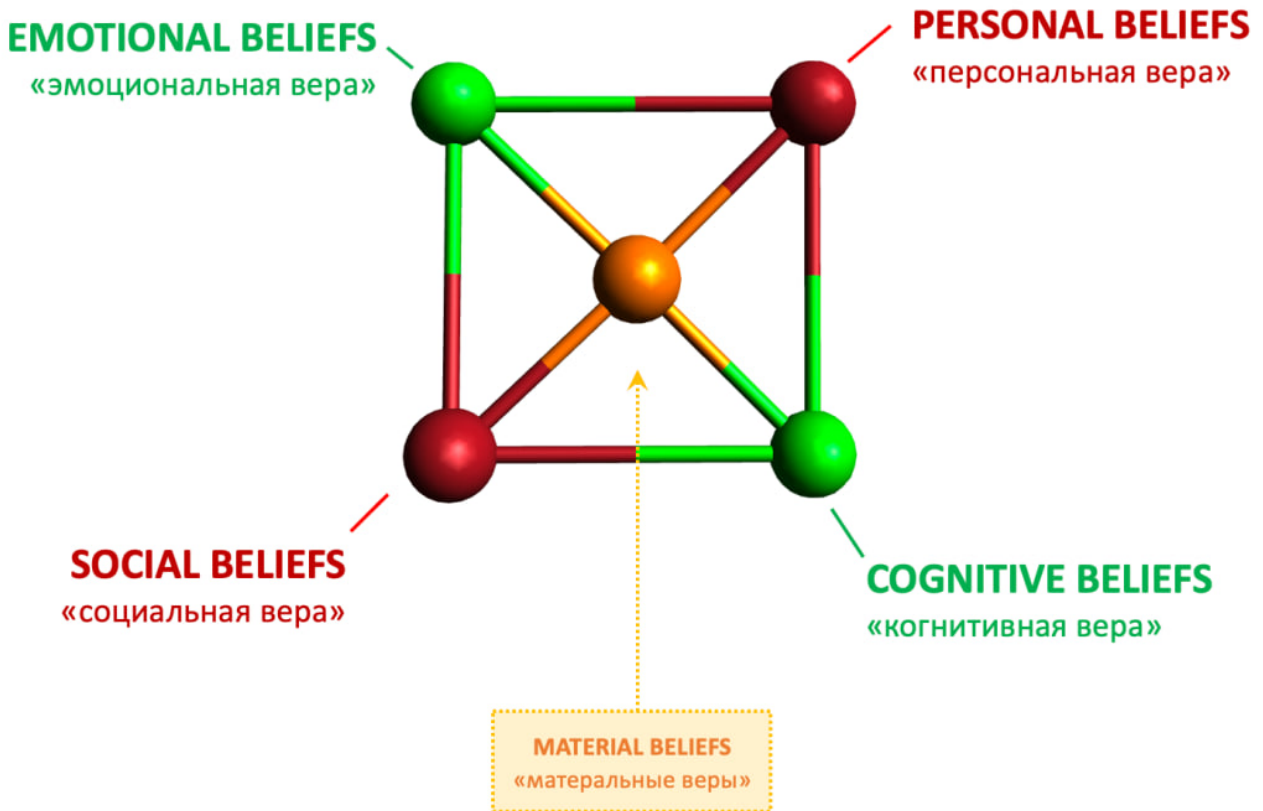 EMOTIONAL BELIEFS
«эмоциональная вера»
PERSONAL BELIEFS
«персональная вера»
SOCIAL BELIEFS
«социальная вера»
COGNITIVE BELIEFS
«когнитивная вера»
MATERIAL BELIEFS
«матеральные веры»